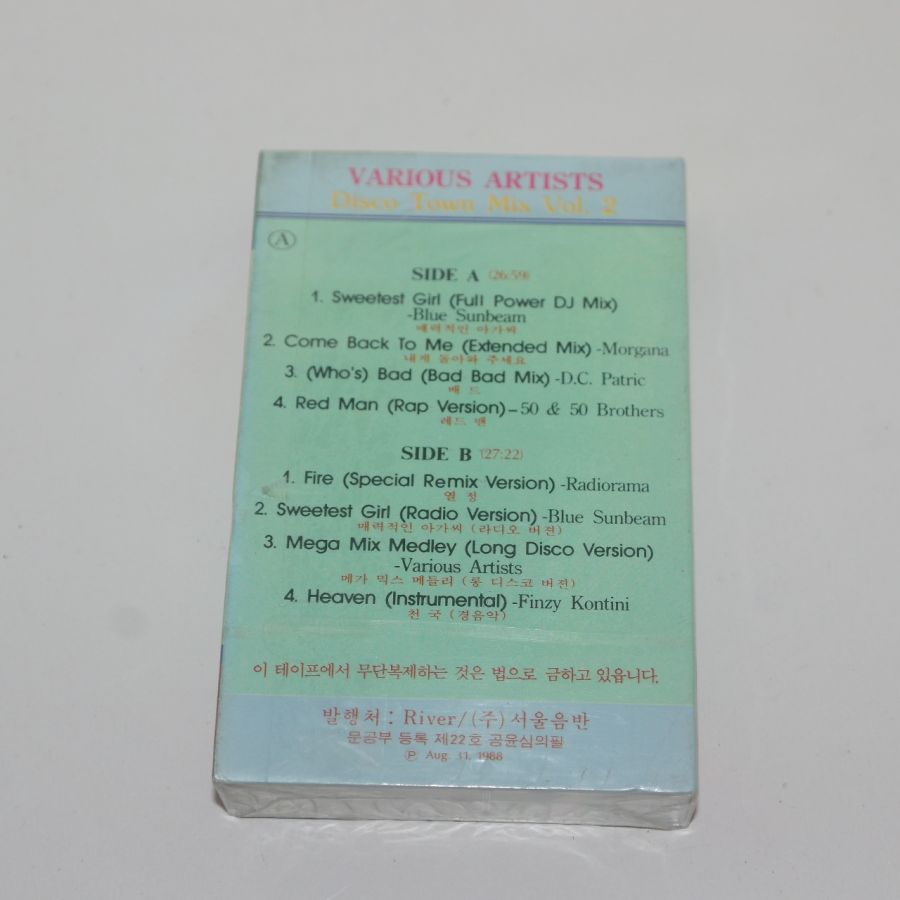 VARIOUS ARTISTS
Disco Town Mix Vol. 2
A
SIDE A (26:59)
1. Sweetest Girl (Full Power DJ Mix)
-Blue Sunbeam
매력적인 아가씨
2. Come Back To Me (Extended Mix) -Morgana
내게 돌아와 주세요
3. (Who's) Bad (Bad Bad Mix) -D.C. Patric
배 드
4. Red Man (Rap Version) – 50 & 50 Brothers
레드 맨
SIDE B (27:22)
1. Fire (Special Remix Version) -Radiorama
열 정
2. Sweetest Girl (Radio Version) -Blue Sunbeam
매력적인 아가씨 (라디오 버젼)
3. Mega Mix Medley (Long Disco Version)
-Various Artists
메가 믹스 메들리 (롱 디스코 버젼)
4. Heaven (Instrumental) -Finzy Kontini
천 국 (경음악)
이 테이프에서 무단복제하는 것은 법으로 금하고 있읍니다.
발행처 : River/(주)서울음반
문공부 등록 제22호 공윤심의필
Ⓟ Aug. 31, 1988